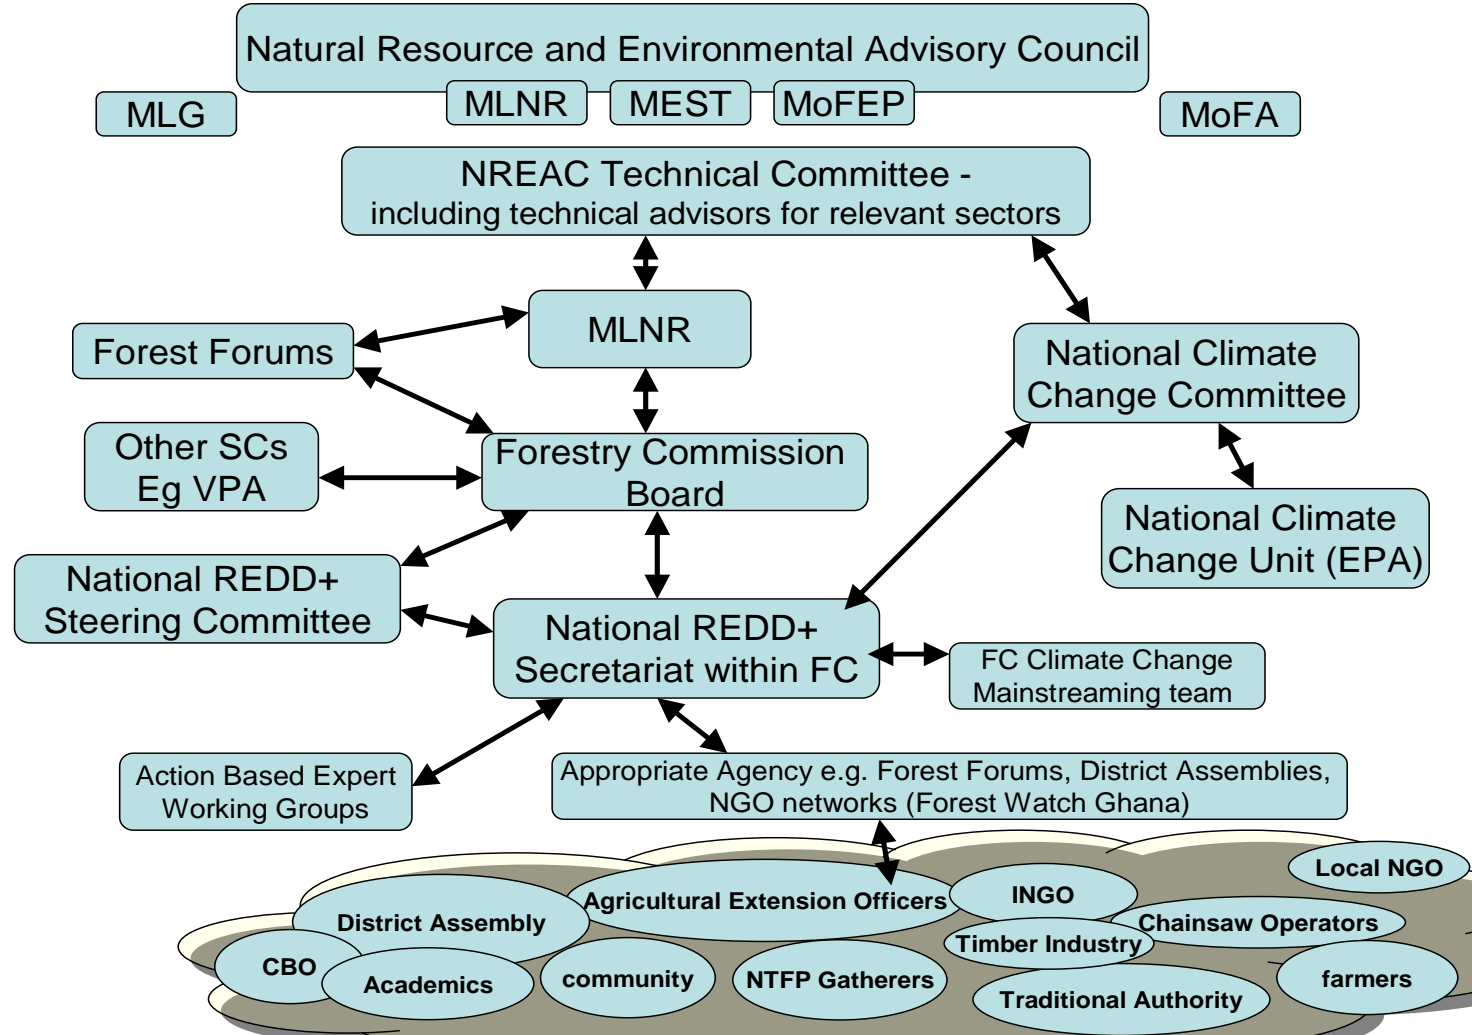 Natural Resource and Environmental Advisory Council
MLG
MLNR
MEST
MoFEP
MoFA
NREAC Technical Committee -
including technical advisors for relevant sectors
MLNR
Forest Forums
National Climate
Change Committee
Other SCs
Eg VPA
Forestry Commission
Board
National Climate
Change Unit (EPA)
National REDD+
Steering Committee
National REDD+
Secretariat within FC
FC Climate Change
Mainstreaming team
Action Based Expert
Working Groups
Appropriate Agency e.g. Forest Forums, District Assemblies,
NGO networks (Forest Watch Ghana)
Local NGO
Agricultural Extension Officers
INGO
District Assembly
Chainsaw Operators
Timber Industry
CBO
Academics
community
NTFP Gatherers
Traditional Authority
farmers